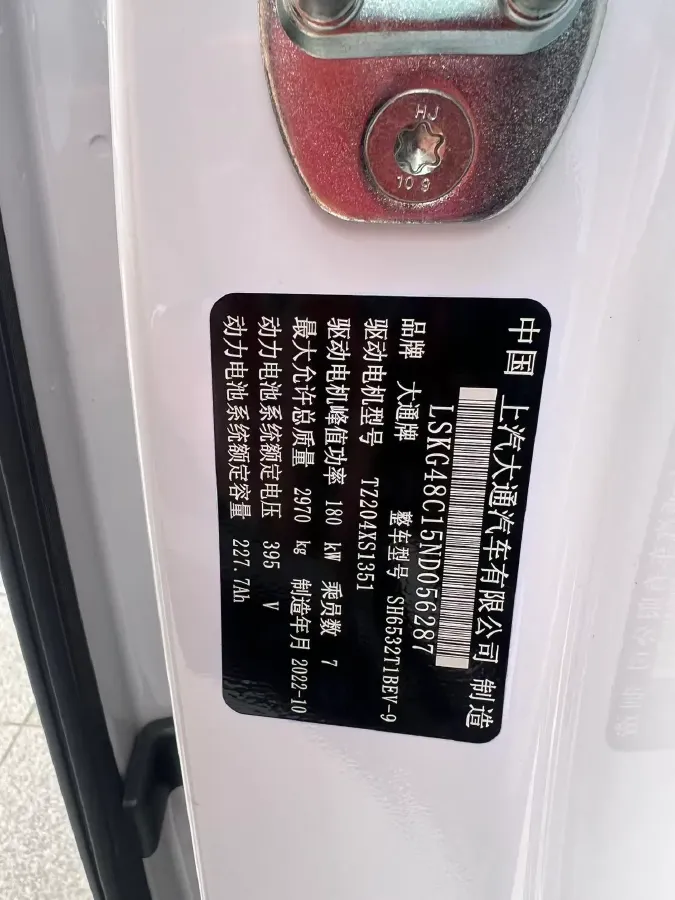 HJ
10 9
中国 上汽大通汽车有限公司 制造
LSKG48C15ND056287
品牌 大通牌 整车型号 SH6532T1BEV-9
驱动电机型号 TZ204XS1351
驱动电机峰值功率 180 kW 乘员数 7
最大允许总质量 2970 kg 制造年月 2022-10
动力电池系统额定电压 395 V
动力电池系统额定容量 227.7Ah